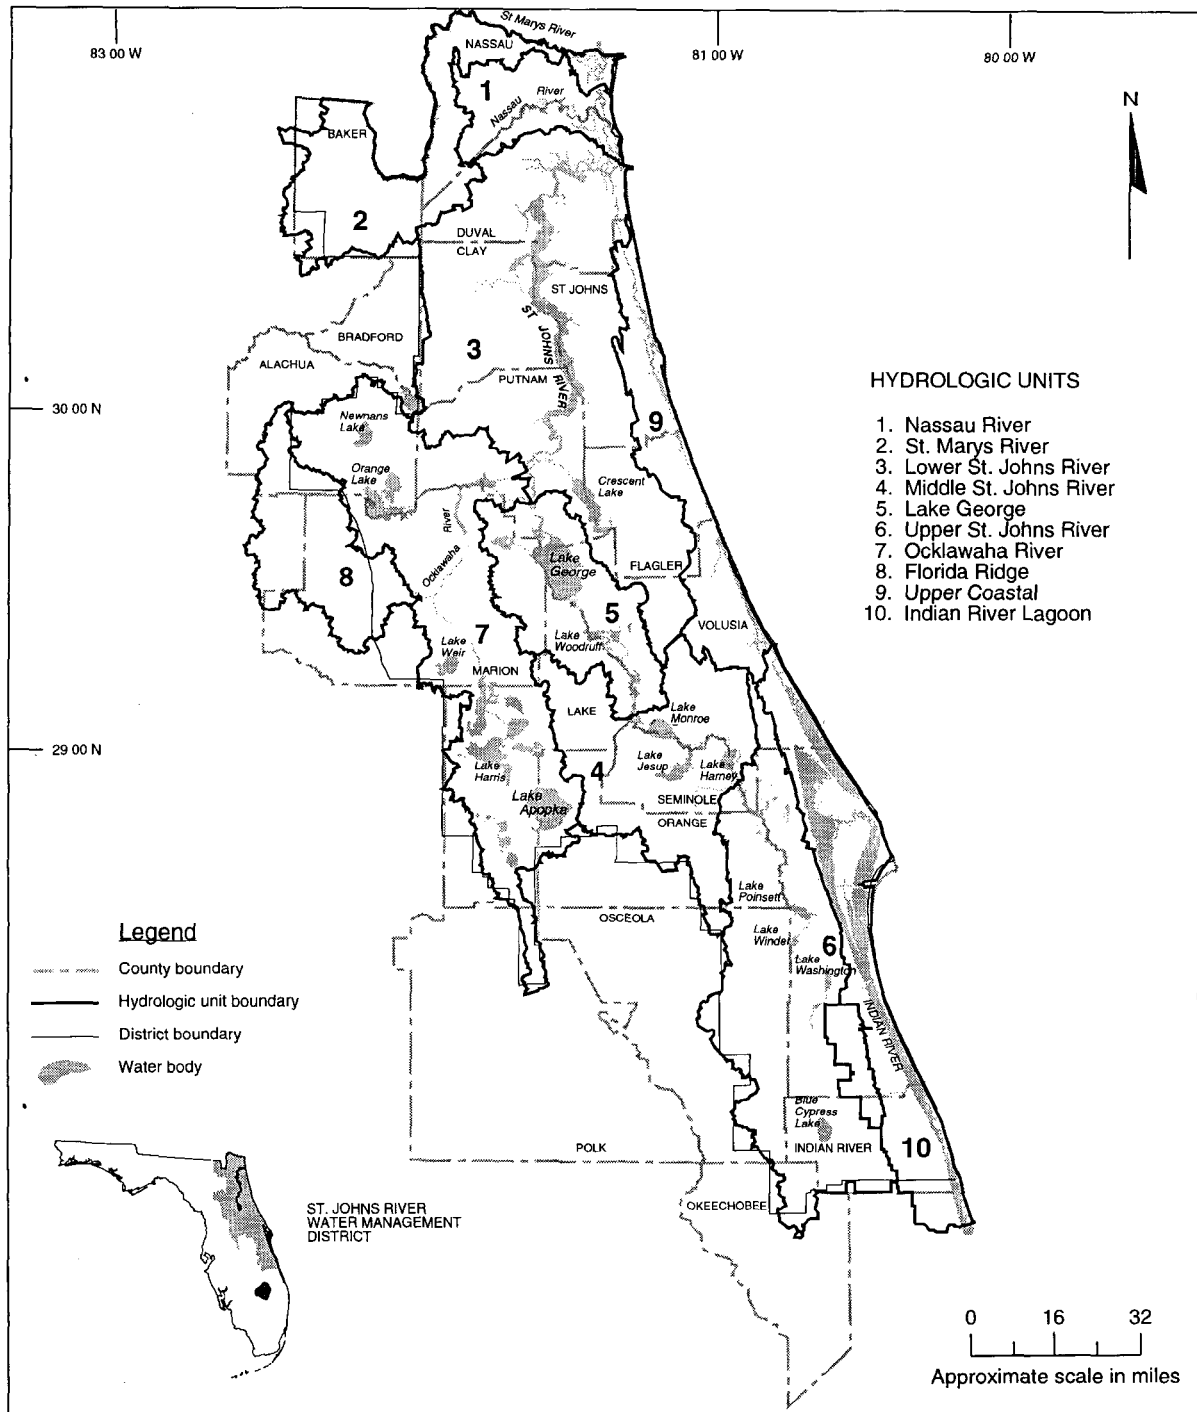 St Marys River
83 00 W
81 00 W
80 00 W
NASSAU
1
Nassau River
N
BAKER
2
DUVAL
CLAY
ST JOHNS
ST JOHNS RIVER
BRADFORD
3
ALACHUA
PUTNAM
HYDROLOGIC UNITS
1. Nassau River
2. St. Marys River
3. Lower St. Johns River
4. Middle St. Johns River
5. Lake George
6. Upper St. Johns River
7. Ocklawaha River
8. Florida Ridge
9. Upper Coastal
10. Indian River Lagoon
30 00 N
Newnans
Lake
9
Orange
Lake
Crescent
Lake
Ocklawaha River
Lake
George
FLAGLER
8
5
7
Lake
Weir
Lake
Woodruff
VOLUSIA
MARION
LAKE
Lake
Monroe
29 00 N
Lake
Harris
4
Lake
Jesup
Lake
Harney
Lake
Apopka
SEMINOLE
ORANGE
Lake
Poinsett
OSCEOLA
Lake
Winder
6
Lake
Washington
Legend
County boundary
Hydrologic unit boundary
District boundary
Water body
INDIAN RIVER
Blue
Cypress
Lake
POLK
INDIAN RIVER
10
OKEECHOBEE
ST. JOHNS RIVER
WATER MANAGEMENT
DISTRICT
0 16 32
Approximate scale in miles